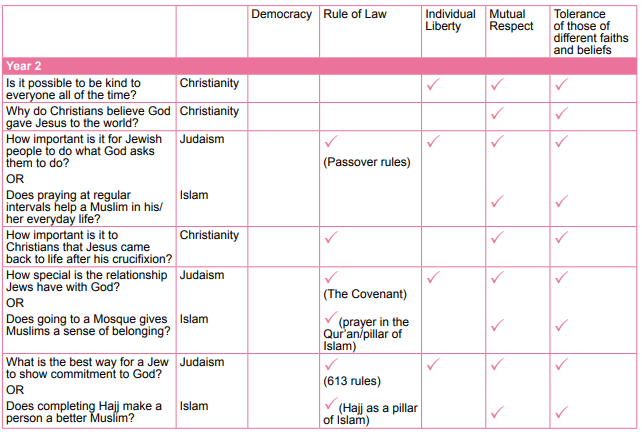 Democracy Rule of Law Individual Liberty Mutual Respect Tolerance of those of different faiths and beliefs
Year 2
Is it possible to be kind to
everyone all of the time?
Christianity
Why do Christians believe God
gave Jesus to the world?
Christianity
How important is it for Jewish
people to do what God asks
them to do?
Judaism
(Passover rules)
OR
Does praying at regular
intervals help a Muslim in his/
her everyday life?
Islam
How important is it to
Christians that Jesus came
back to life after his crucifixion?
Christianity
How special is the relationship
Jews have with God?
Judaism
(The Covenant)
OR
Does going to a Mosque gives
Muslims a sense of belonging?
Islam
(prayer in the
Qur'an/pillar of
Islam)
What is the best way for a Jew
to show commitment to God?
Judaism
(613 rules)
OR
Does completing Hajj make a
person a better Muslim?
Islam
(Hajj as a pillar
of Islam)